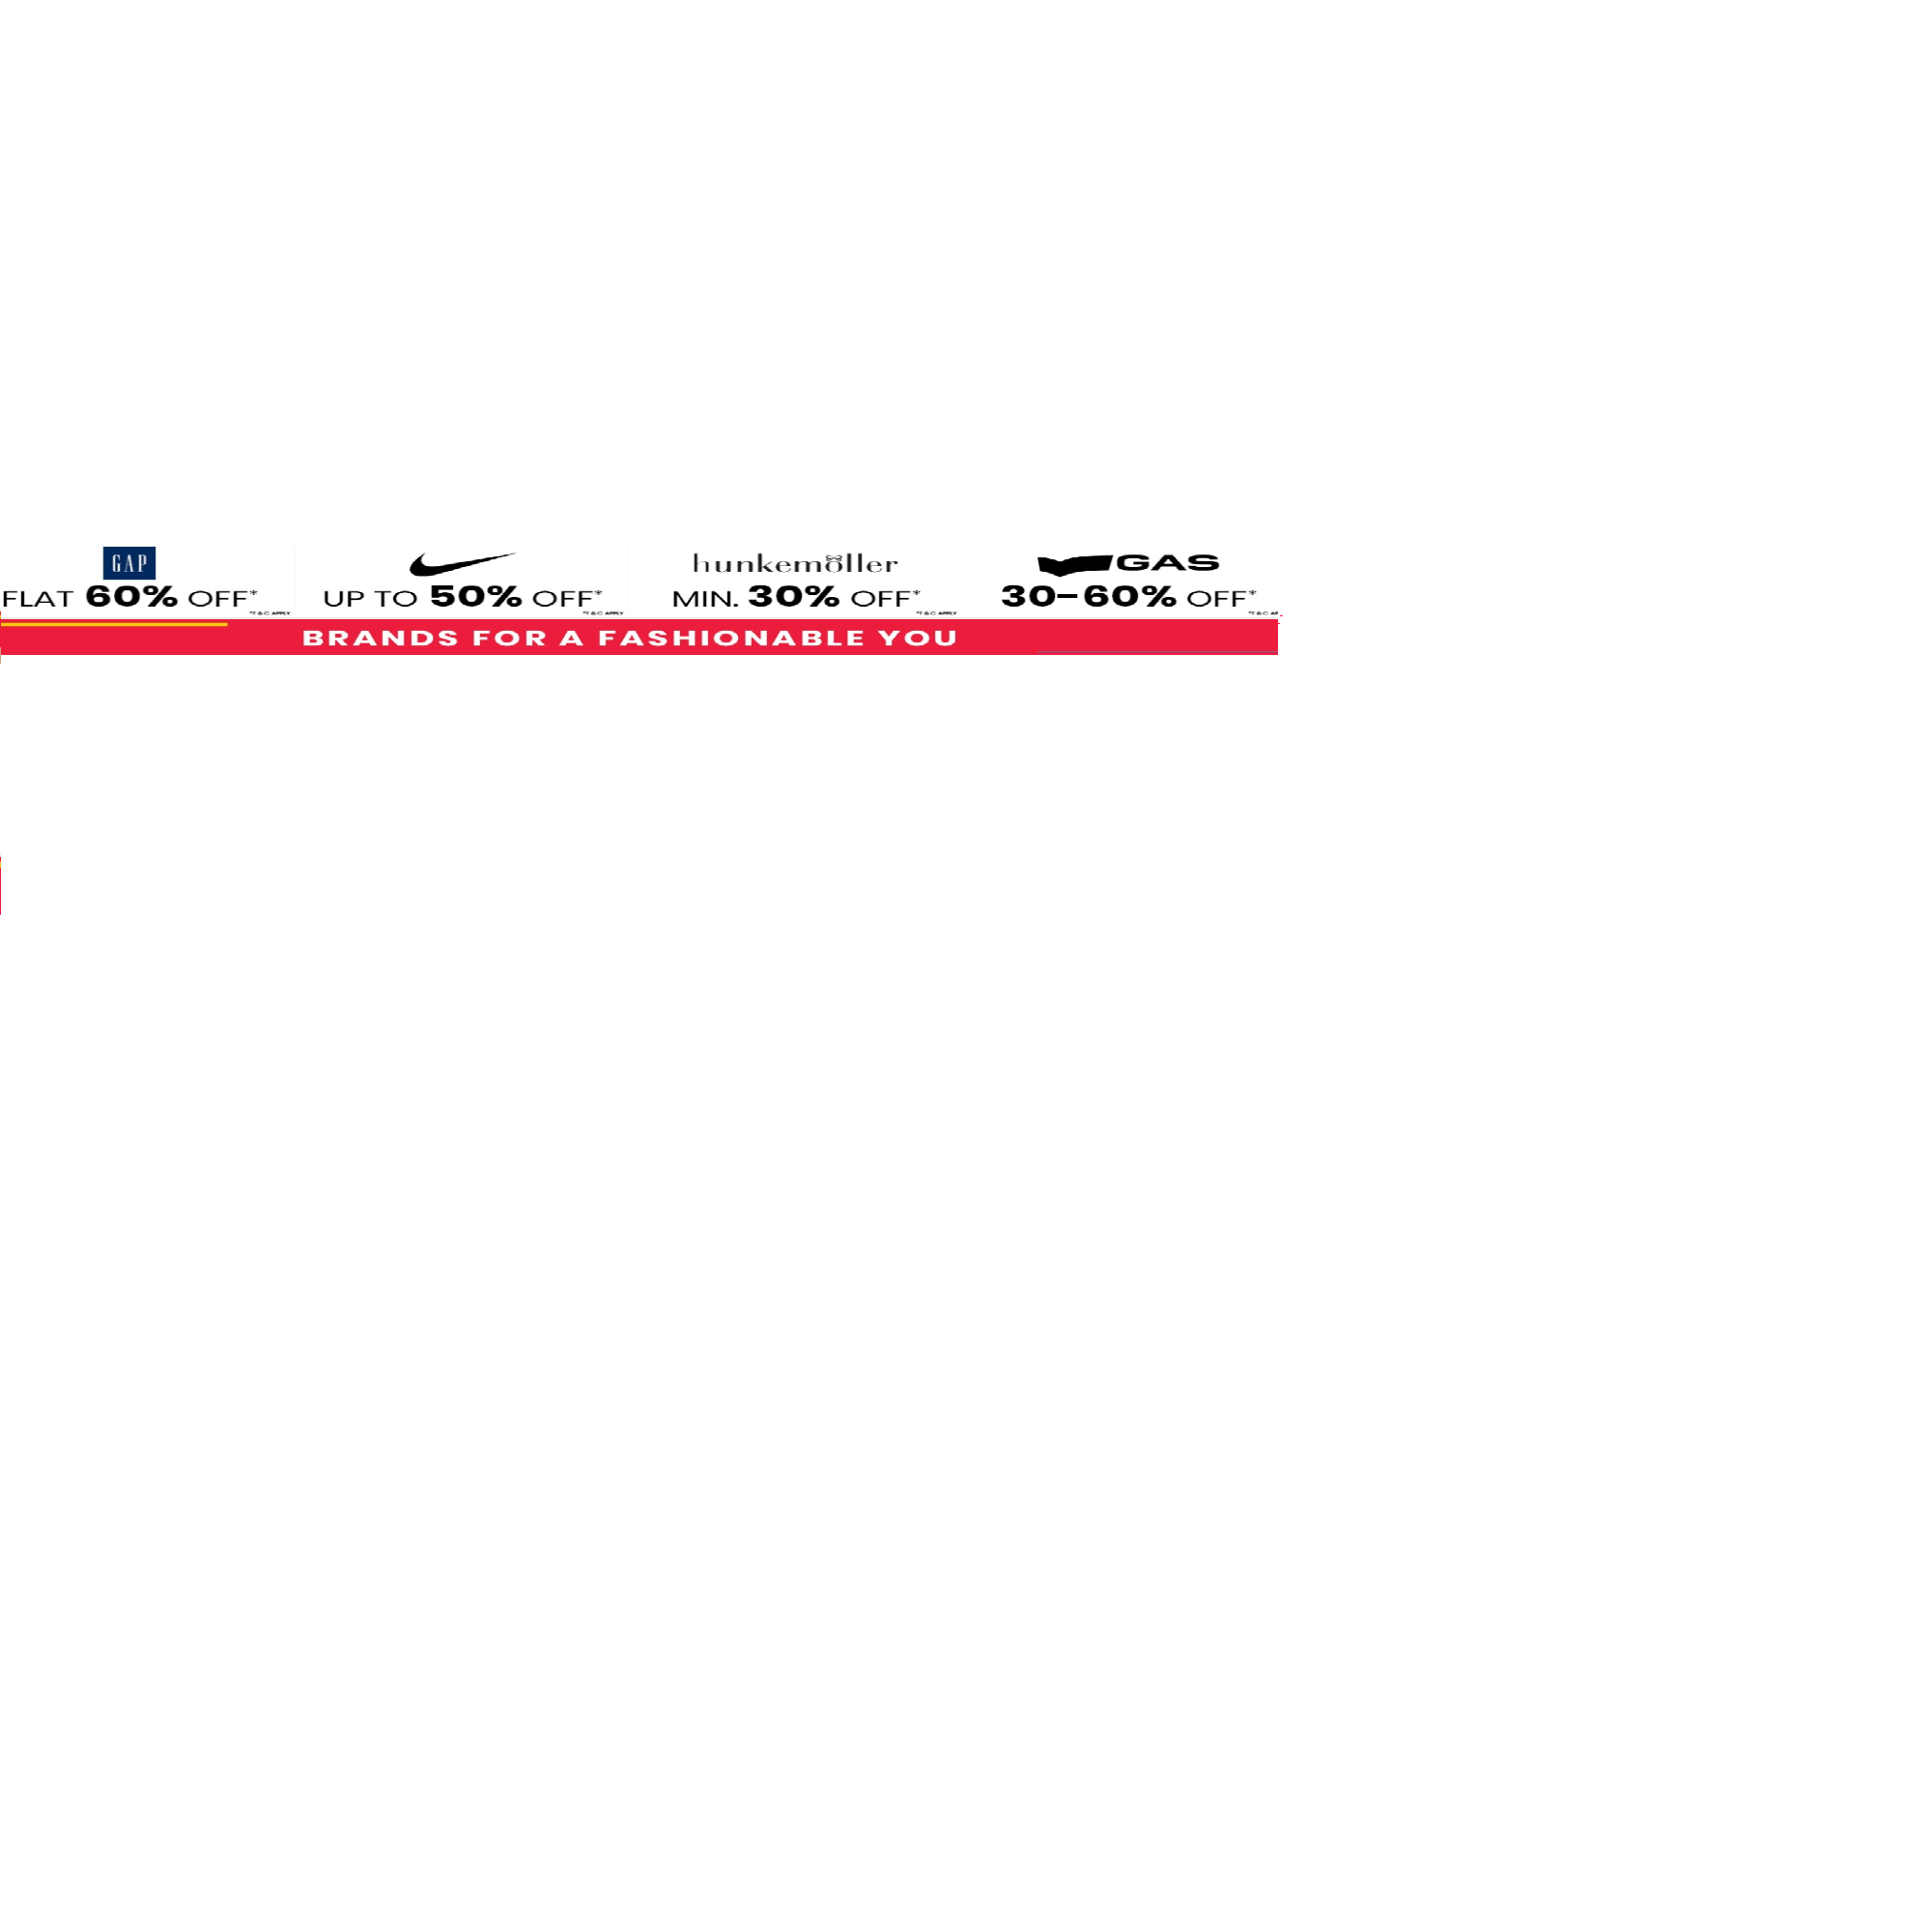 GAP
hunkemöller
GAS
FLAT 60% OFF*
UP TO 50% OFF*
MIN. 30% OFF*
30-60% OFF*
*T & C APPLY
*T & C APPLY
*T & C APPLY
*T & C AP
BRANDS FOR A FASHIONABLE YOU